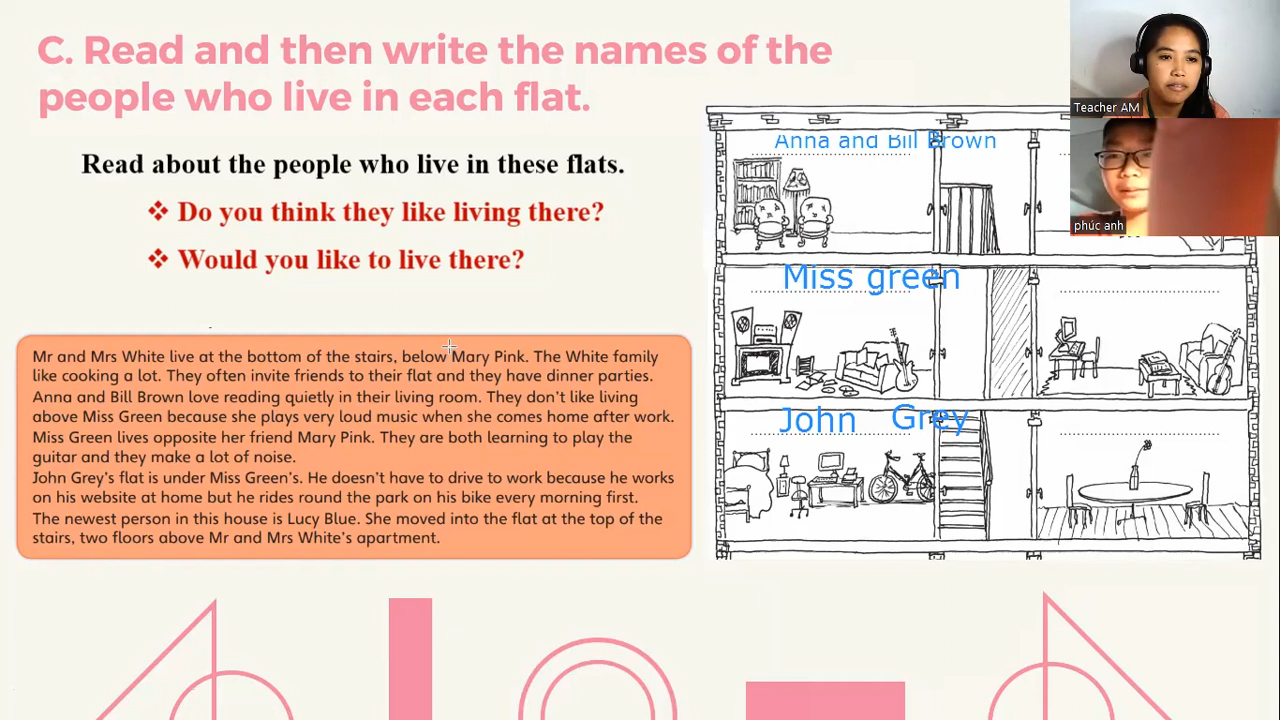 C. Read and then write the names of the
people who live in each flat.
Read about the people who live in these flats.
❖ Do you think they like living there?
❖ Would you like to live there?
Mr and Mrs White live at the bottom of the stairs, below Mary Pink. The White family
like cooking a lot. They often invite friends to their flat and they have dinner parties.
Anna and Bill Brown love reading quietly in their living room. They don't like living
above Miss Green because she plays very loud music when she comes home after work.
Miss Green lives opposite her friend Mary Pink. They are both learning to play the
guitar and they make a lot of noise.
John Grey's flat is under Miss Green's. He doesn't have to drive to work because he works
on his website at home but he rides round the park on his bike every morning first.
The newest person in this house is Lucy Blue. She moved into the flat at the top of the
stairs, two floors above Mr and Mrs White's apartment.
Anna and Bill Brown
Miss green
John Grey
Teacher AM
phúc anh